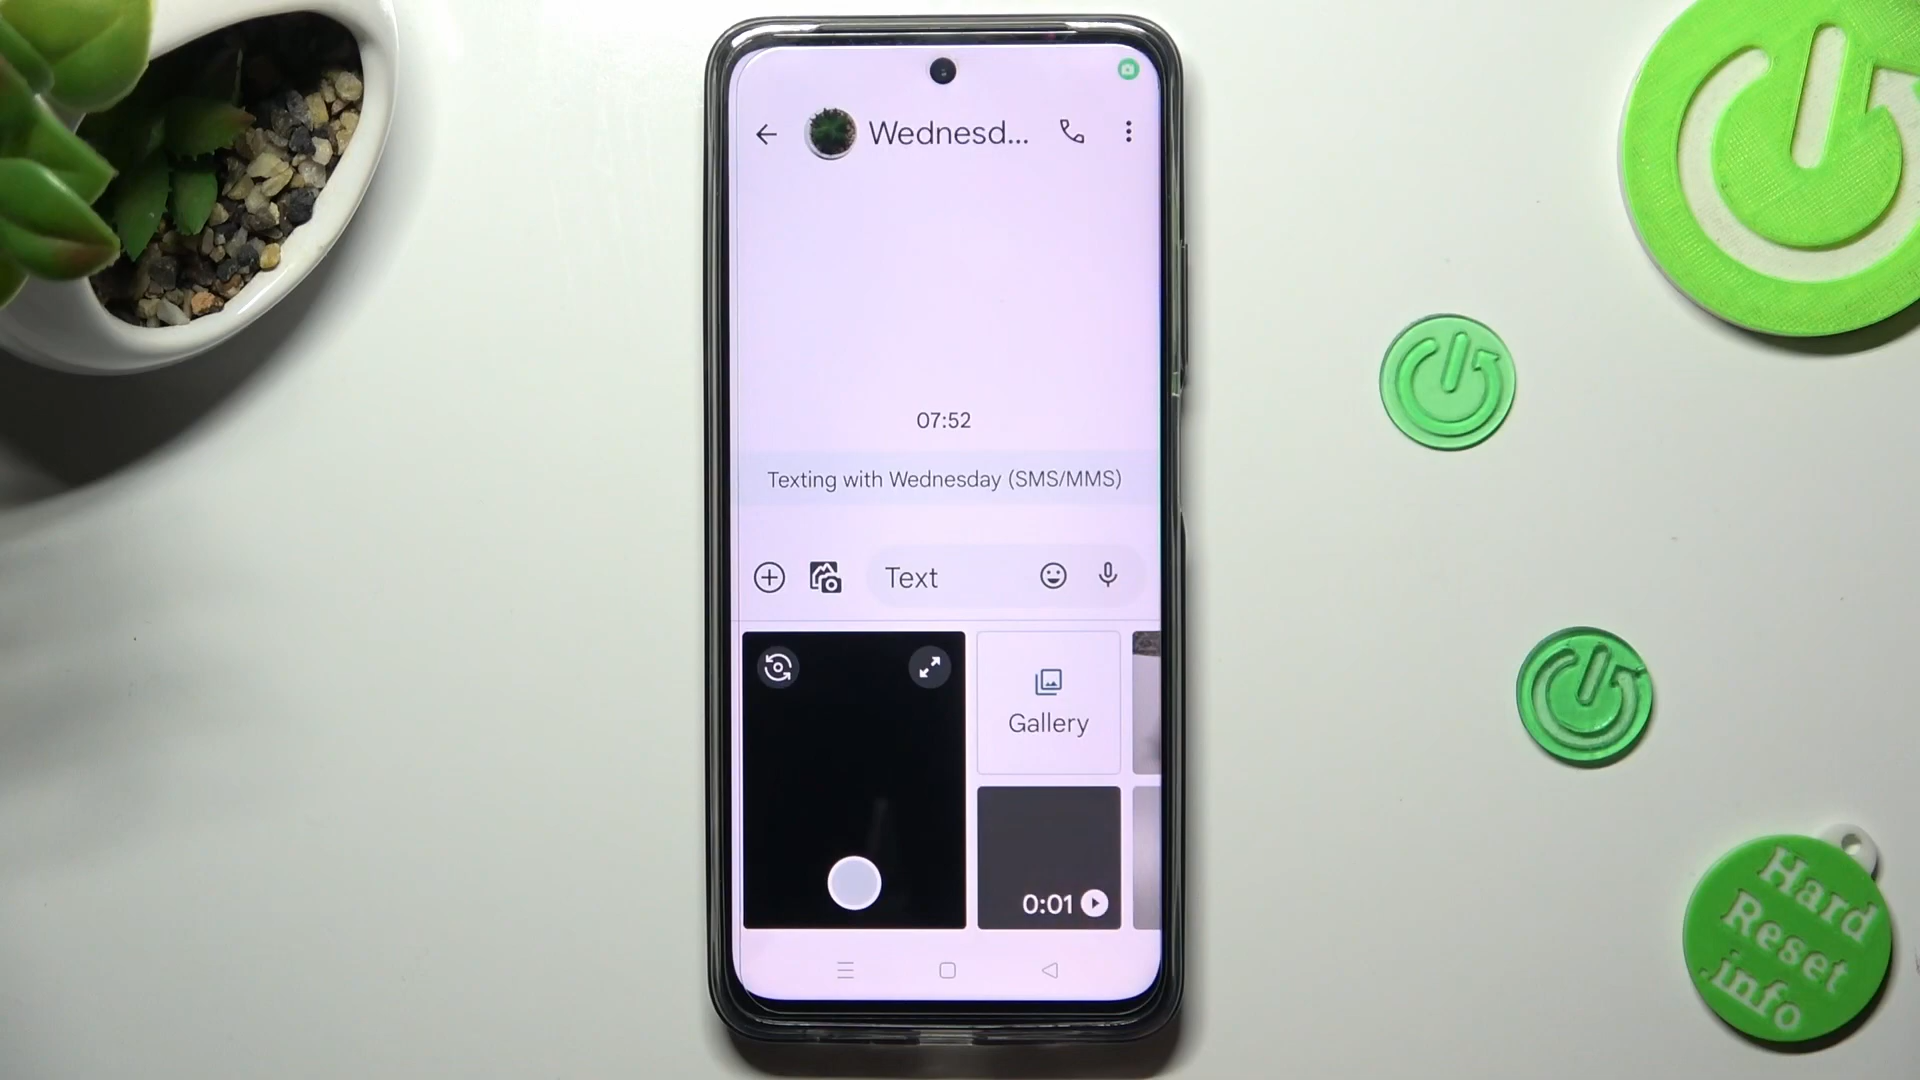 Wednesd...
07:52
Texting with Wednesday (SMS/MMS)
Text
Gallery
0:01
Hard
Reset
.info